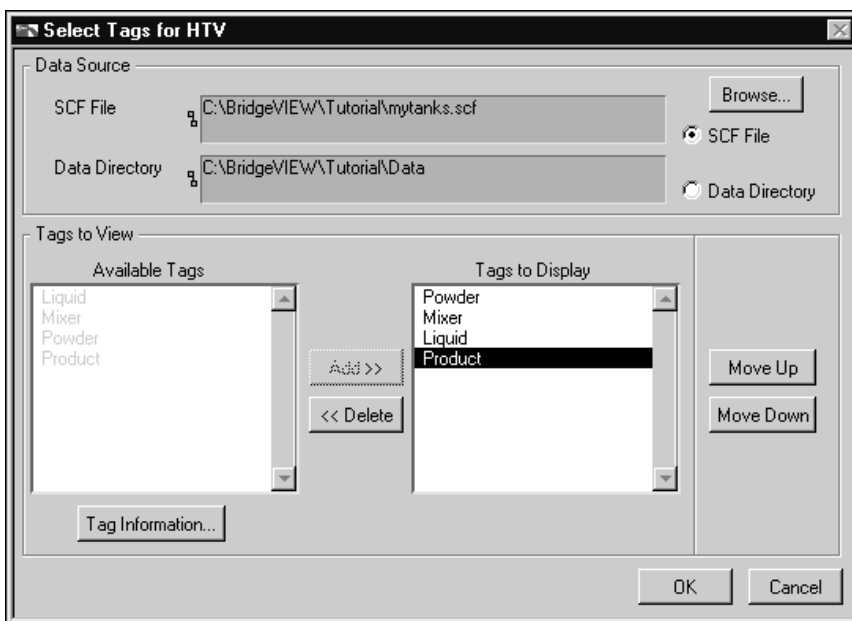 Select Tags for HTV
Data Source
SCF File
C:\BridgeVIEW\Tutorial\mytanks.scf
Browse...
SCF File
Data Directory
C:\BridgeVIEW\Tutorial\Data
Data Directory
Tags to View
Available Tags
Liquid
Mixer
Powder
Product
Add >>
<< Delete
Tags to Display
Powder
Mixer
Liquid
Product
Move Up
Move Down
Tag Information...
OK
Cancel